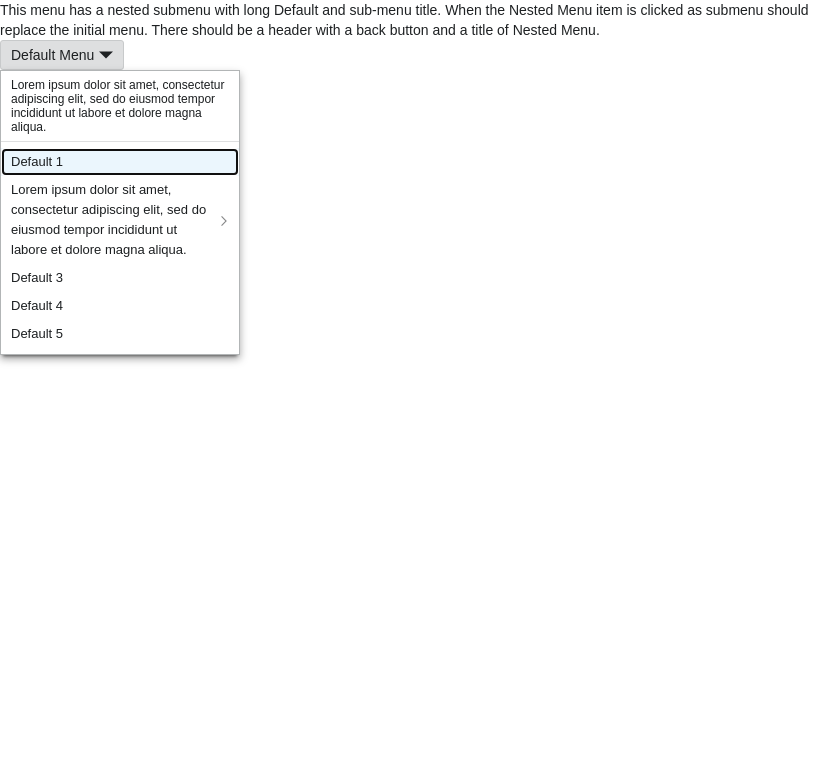 This menu has a nested submenu with long Default and sub-menu title. When the Nested Menu item is clicked as submenu should
replace the initial menu. There should be a header with a back button and a title of Nested Menu.
Default Menu
Lorem ipsum dolor sit amet, consectetur
adipiscing elit, sed do eiusmod tempor
incididunt ut labore et dolore magna
aliqua.
Default 1
Lorem ipsum dolor sit amet,
consectetur adipiscing elit, sed do
eiusmod tempor incididunt ut
labore et dolore magna aliqua.
Default 3
Default 4
Default 5